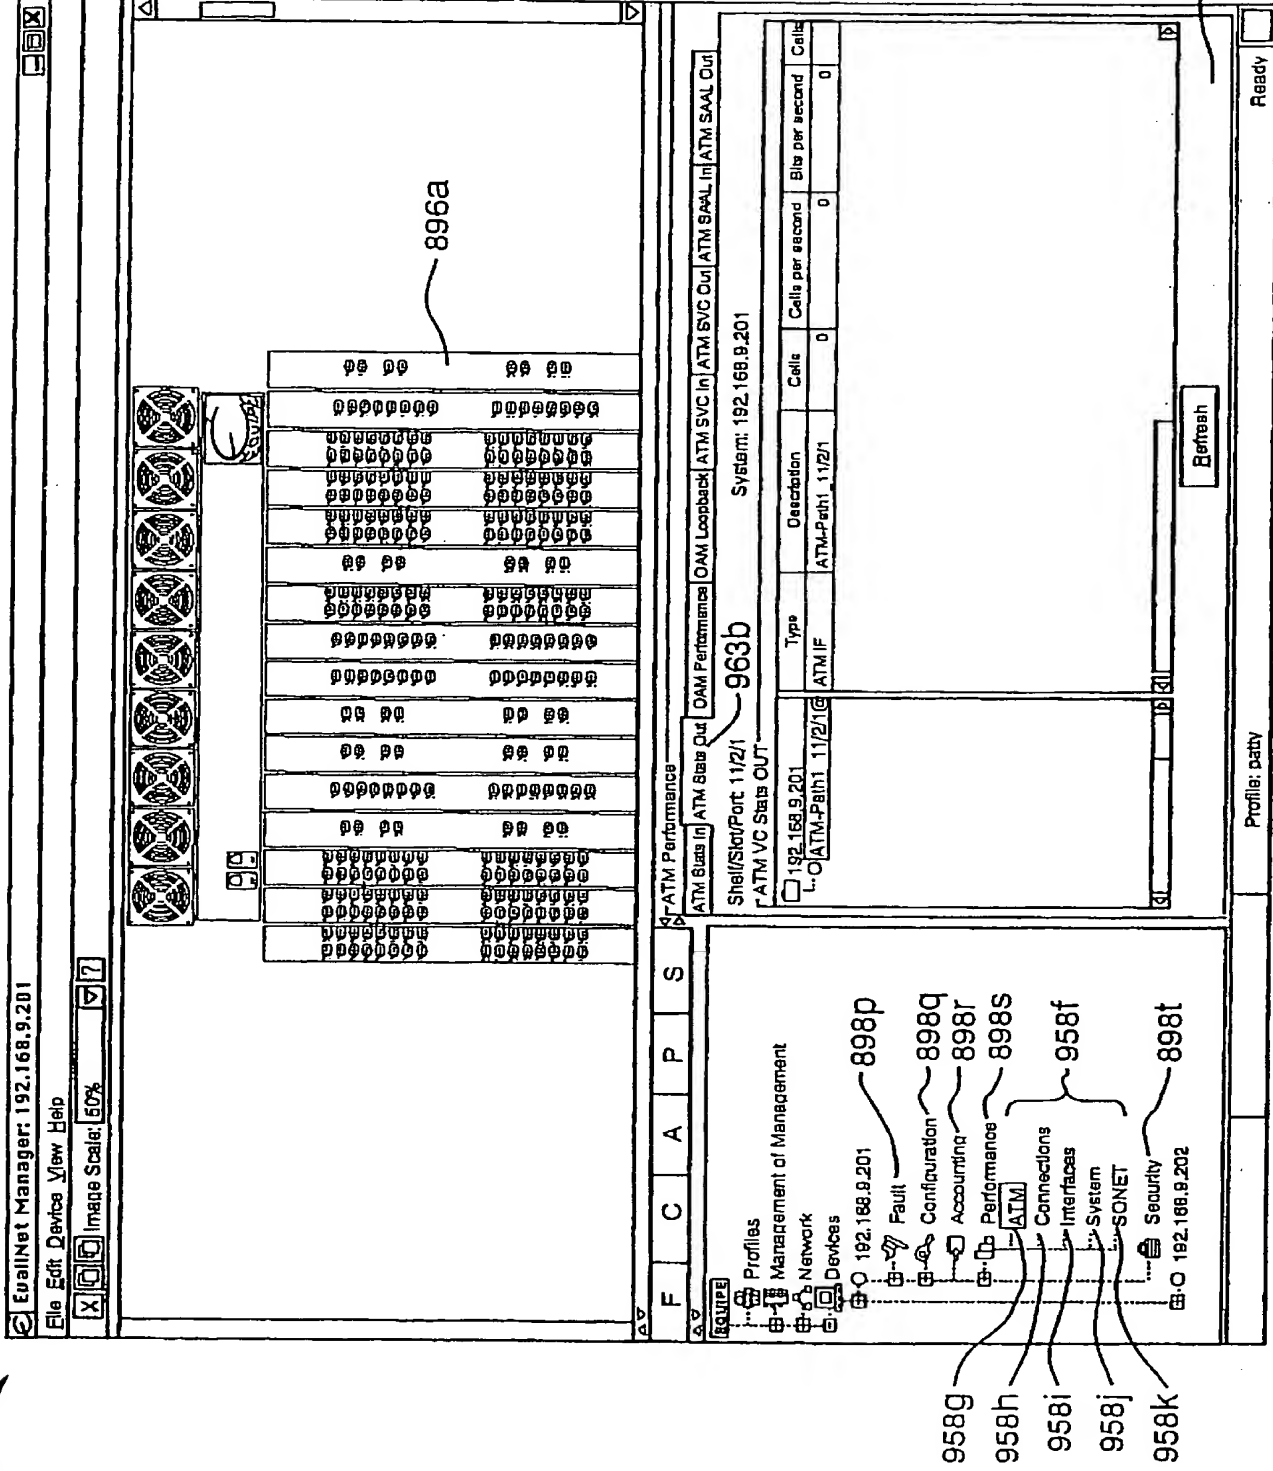 EvalNet Manager: 192.168.9.201
File Edit Device View Help
Image Scale: 50% ?
896a
F C A P S
EQUIPE
Profiles
Management of Management
Network
Devices
192.168.9.201
Fault
Configuration
Accounting
Performance
ATM
Connections
Interfaces
System
SONET
Security
192.168.9.202
898p
898q
898r
898s
958f
898t
958g
958h
958i
958j
958k
ATM Performance
ATM Stats In ATM Stats Out OAM Performance OAM Loopback ATM SVC In ATM SVC Out ATM SAAL In ATM SAAL Out
963b
Shelf/Slot/Port: 11/2/1 System: 192.168.9.201
ATM VC Stats OUT
192.168.9.201
ATM-Path1_11/2/1@
Type Description Cells Cells per second Bits per second Cells
ATM IF ATM-Path1_11/2/1 0 0 0
Refresh
Profile: patty
Ready